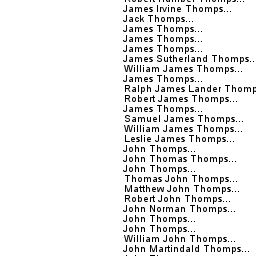 Robert Humber Thomps...
James Irvine Thomps...
Jack Thomps...
James Thomps...
James Thomps...
James Thomps...
James Sutherland Thomps...
William James Thomps...
James Thomps...
Ralph James Lander Thomp
Robert James Thomps...
James Thomps...
Samuel James Thomps...
William James Thomps...
Leslie James Thomps...
John Thomps...
John Thomas Thomps...
John Thomps...
Thomas John Thomps...
Matthew John Thomps...
Robert John Thomps...
John Norman Thomps...
John Thomps...
John Thomps...
William John Thomps...
John Martindald Thomps...